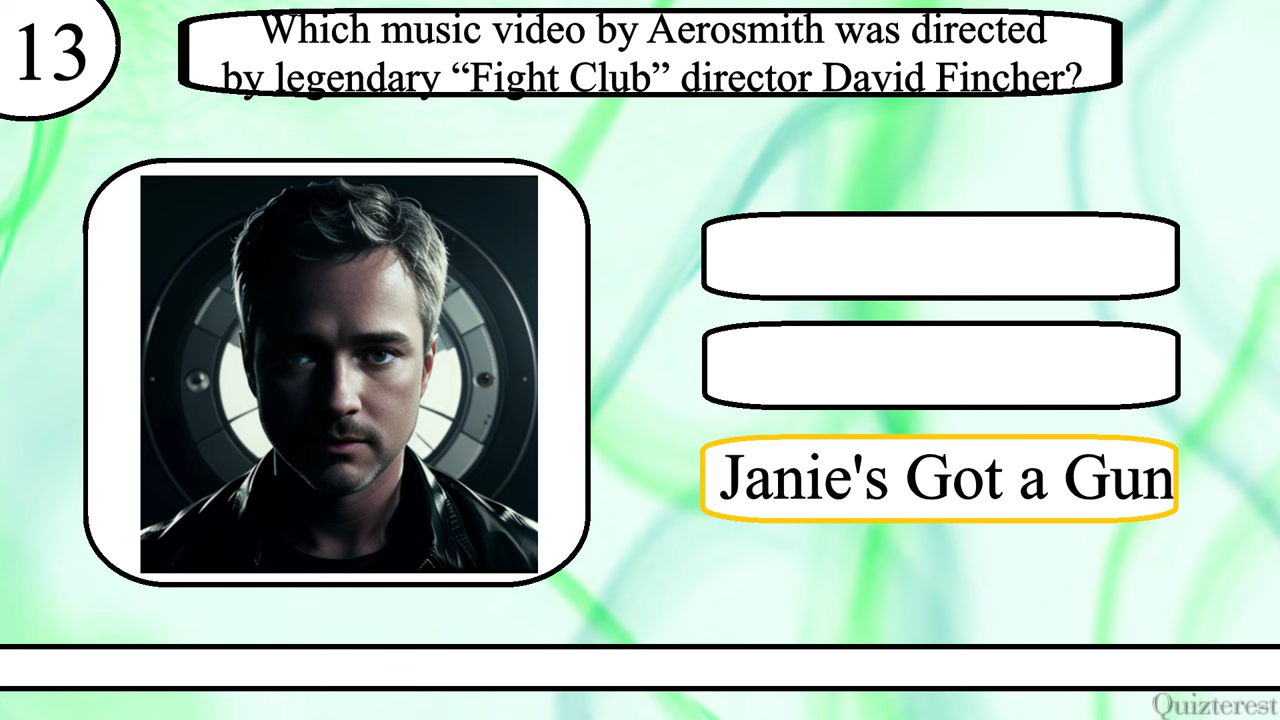 13
Which music video by Aerosmith was directed
by legendary “Fight Club” director David Fincher?
Janie's Got a Gun
Quizterest